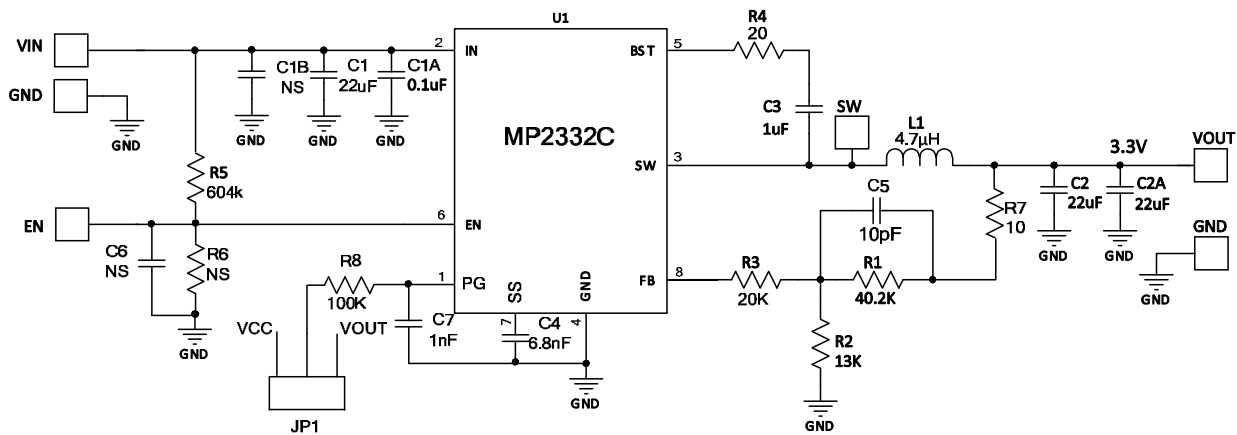 U1
VIN
GND
GND
2
IN
C1B
NS
C1
22uF
C1A
0.1uF
GND
GND
GND
MP2332C
BST
5
R4
20
C3
1uF
SW
L1
4.7µH
SW
3
3.3V
VOUT
R5
604k
EN
6
EN
C6
NS
R6
NS
GND
C5
10pF
R7
10
C2
22uF
C2A
22uF
GND
GND
GND
GND
R8
100K
1
PG
SS
GND
7
4
FB
8
R3
20K
R1
40.2K
R2
13K
GND
C7
1nF
C4
6.8nF
GND
VCC
VOUT
JP1